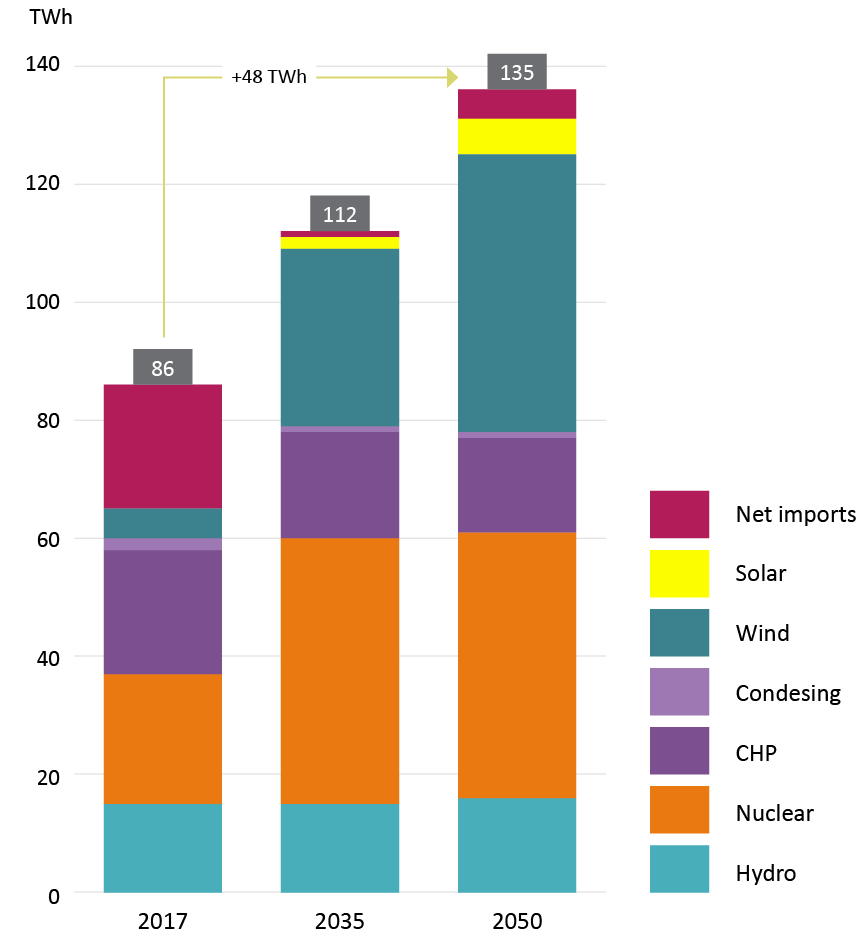 TWh
140
+48 TWh
135
120
112
100
86
80
60
40
20
0
2017
2035
2050
Net imports
Solar
Wind
Condesing
CHP
Nuclear
Hydro